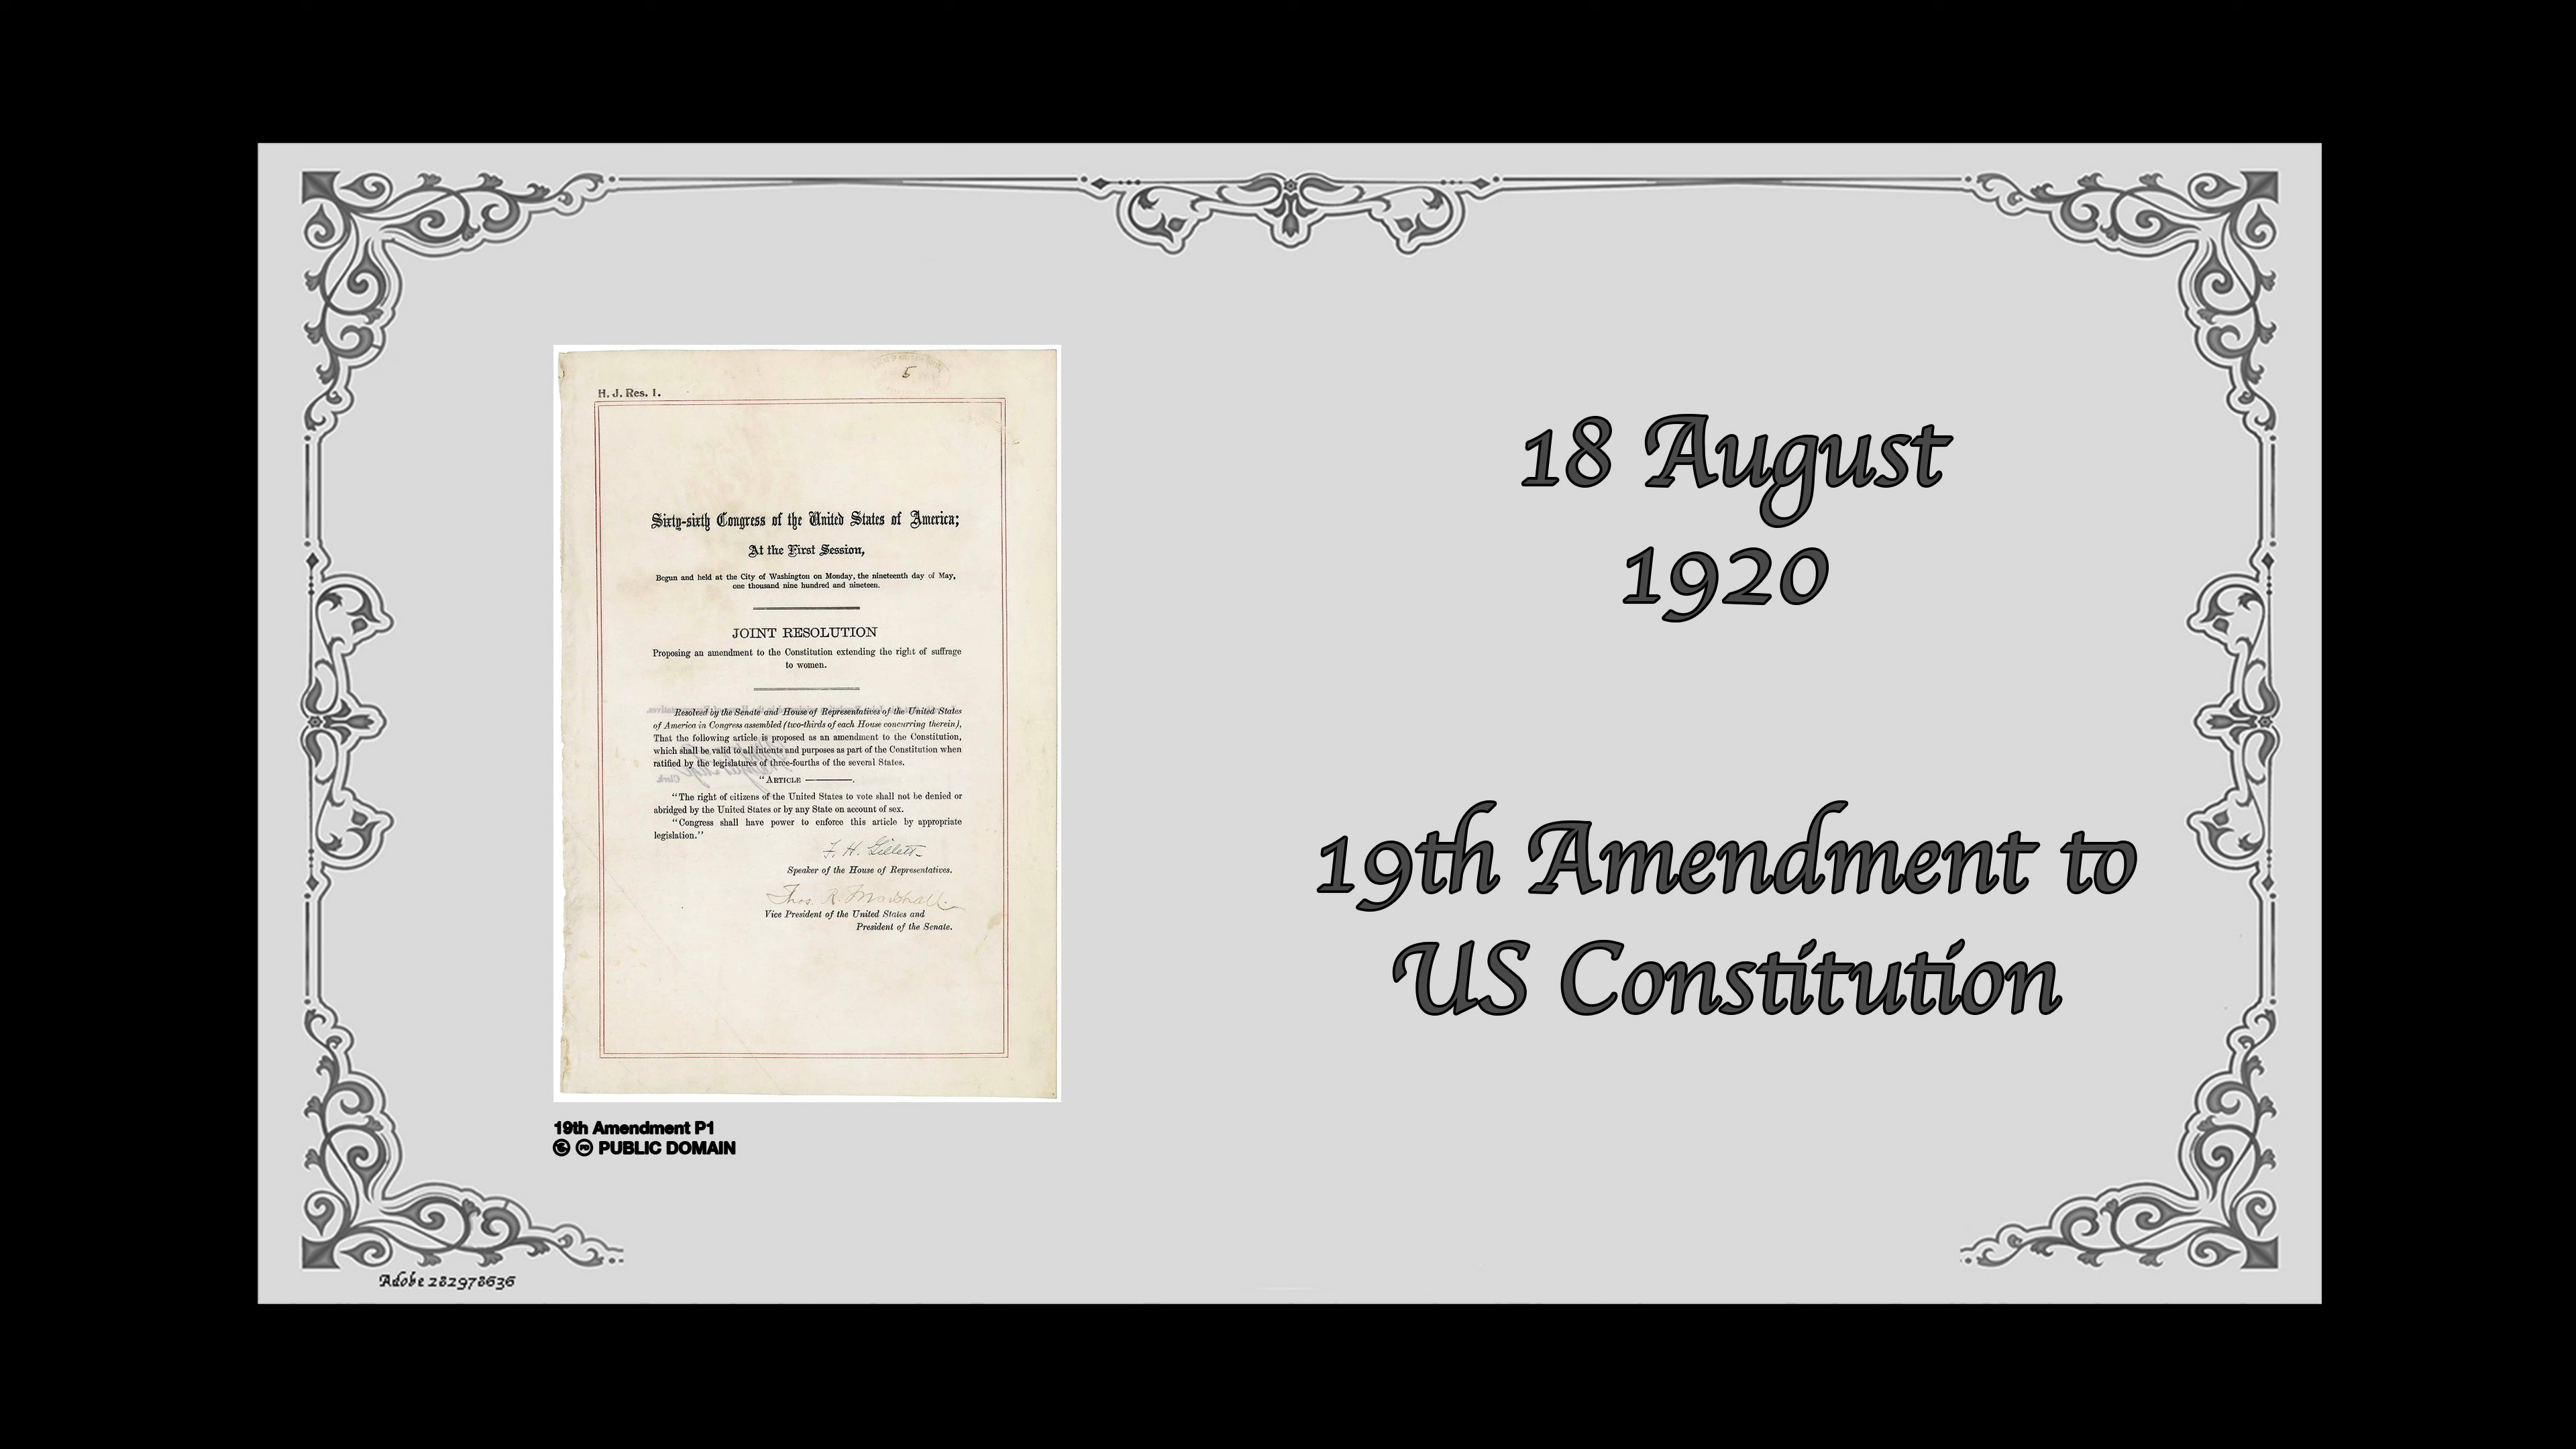 H. J. Res. 1.
5
Sixty-sixth Congress of the United States of America;
At the First Session,
Begun and held at the City of Washington on Monday, the nineteenth day of May,
one thousand nine hundred and nineteen.
JOINT RESOLUTION
Proposing an amendment to the Constitution extending the right of suffrage
to women.
Resolved by the Senate and House of Representatives of the United States
of America in Congress assembled (two-thirds of each House concurring therein),
That the following article is proposed as an amendment to the Constitution,
which shall be valid to all intents and purposes as part of the Constitution when
ratified by the legislatures of three-fourths of the several States.
"ARTICLE ———.
"The right of citizens of the United States to vote shall not be denied or
abridged by the United States or by any State on account of sex.
"Congress shall have power to enforce this article by appropriate
legislation."
F. H. Gillett
Speaker of the House of Representatives.
Thos. R. Marshall.
Vice President of the United States and
President of the Senate.
19th Amendment P1
PUBLIC DOMAIN
18 August
1920
19th Amendment to
US Constitution
Adobe 282978636